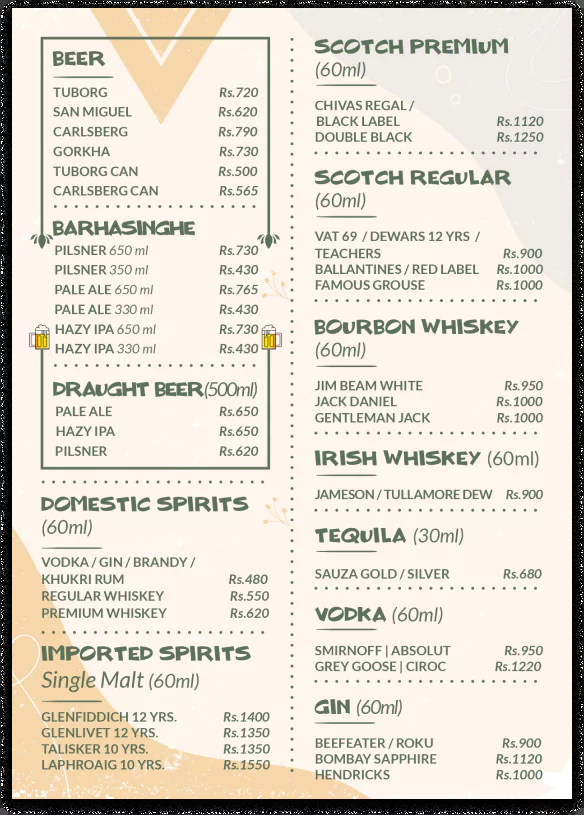 BEER
TUBORG Rs.720
SAN MIGUEL Rs.620
CARLSBERG Rs.790
GORKHA Rs.730
TUBORG CAN Rs.500
CARLSBERG CAN Rs.565
BARHASINGHE
PILSNER 650 ml Rs.730
PILSNER 350 ml Rs.430
PALE ALE 650 ml Rs.765
PALE ALE 330 ml Rs.430
HAZY IPA 650 ml Rs.730
HAZY IPA 330 ml Rs.430
DRAUGHT BEER(500ml)
PALE ALE Rs.650
HAZY IPA Rs.650
PILSNER Rs.620
DOMESTIC SPIRITS
(60ml)
VODKA / GIN / BRANDY /
KHUKRI RUM Rs.480
REGULAR WHISKEY Rs.550
PREMIUM WHISKEY Rs.620
IMPORTED SPIRITS
Single Malt (60ml)
GLENFIDDICH 12 YRS. Rs.1400
GLENLIVET 12 YRS. Rs.1350
TALISKER 10 YRS. Rs.1350
LAPHROAIG 10 YRS. Rs.1550
SCOTCH PREMIUM
(60ml)
CHIVAS REGAL /
BLACK LABEL Rs.1120
DOUBLE BLACK Rs.1250
SCOTCH REGULAR
(60ml)
VAT 69 / DEWARS 12 YRS /
TEACHERS Rs.900
BALLANTINES / RED LABEL Rs.1000
FAMOUS GROUSE Rs.1000
BOURBON WHISKEY
(60ml)
JIM BEAM WHITE Rs.950
JACK DANIEL Rs.1000
GENTLEMAN JACK Rs.1000
IRISH WHISKEY (60ml)
JAMESON / TULLAMORE DEW Rs.900
TEQUILA (30ml)
SAUZA GOLD / SILVER Rs.680
VODKA (60ml)
SMIRNOFF | ABSOLUT Rs.950
GREY GOOSE | CIROC Rs.1220
GIN (60ml)
BEEFEATER / ROKU Rs.900
BOMBAY SAPPHIRE Rs.1120
HENDRICKS Rs.1000